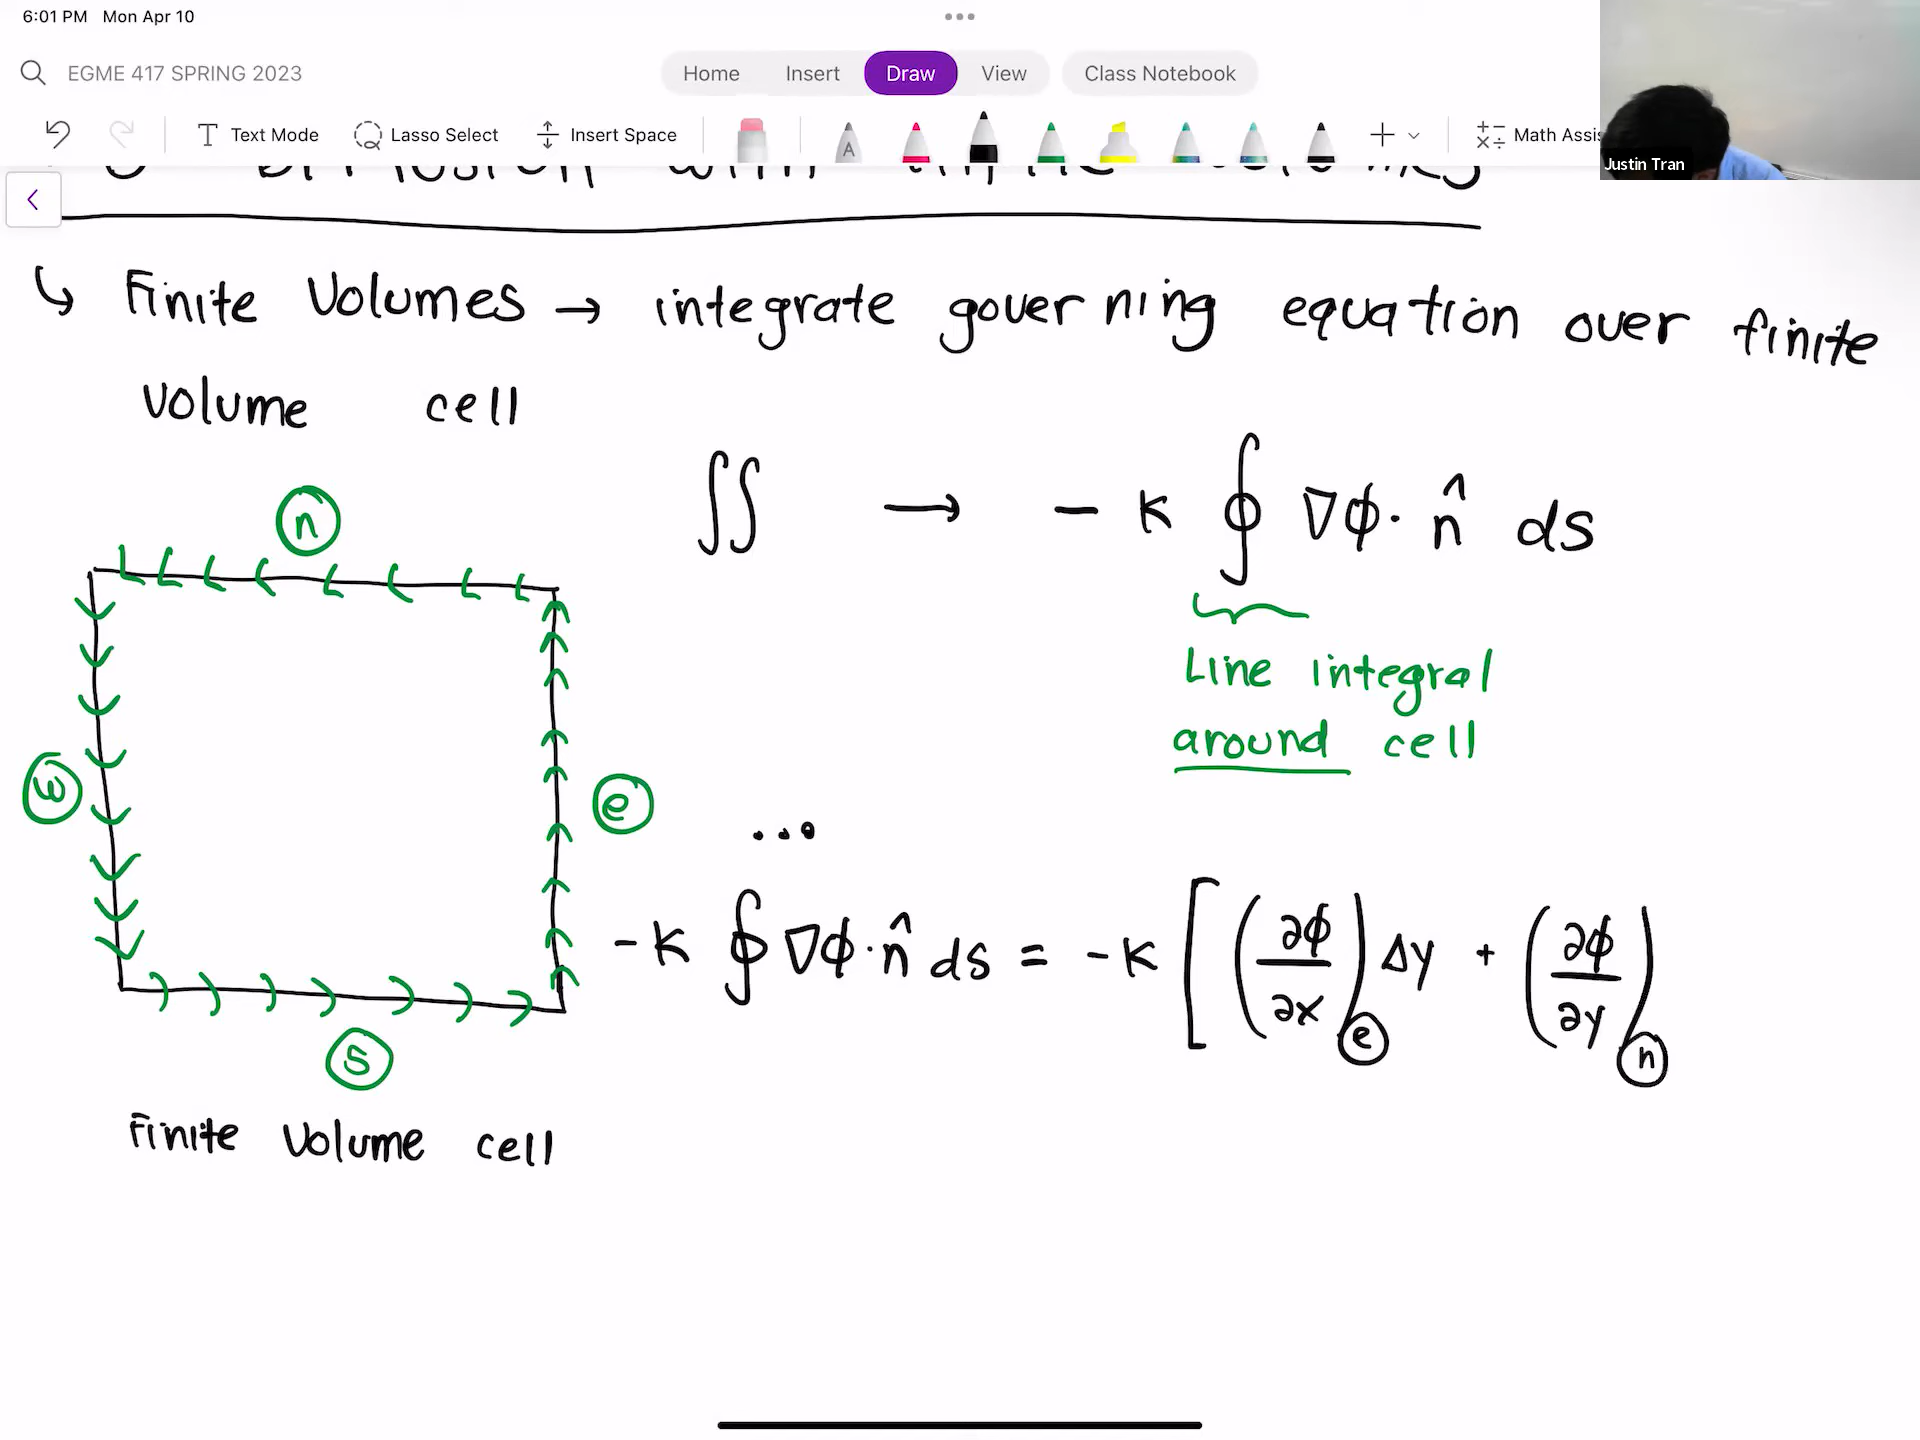 6:01 PM Mon Apr 10
EGME 417 SPRING 2023 Home Insert Draw View Class Notebook
Text Mode Lasso Select Insert Space A Math Assis
Justin Tran
↳ Finite Volumes → integrate governing equation over finite
volume cell
n
∬ → - K ∮ ∇ϕ · n̂ ds
Line integral
around cell
w
e
...
- K ∮ ∇ϕ · n̂ ds = - K [ (∂ϕ/∂x)e Δy + (∂ϕ/∂y)n
s
Finite Volume cell